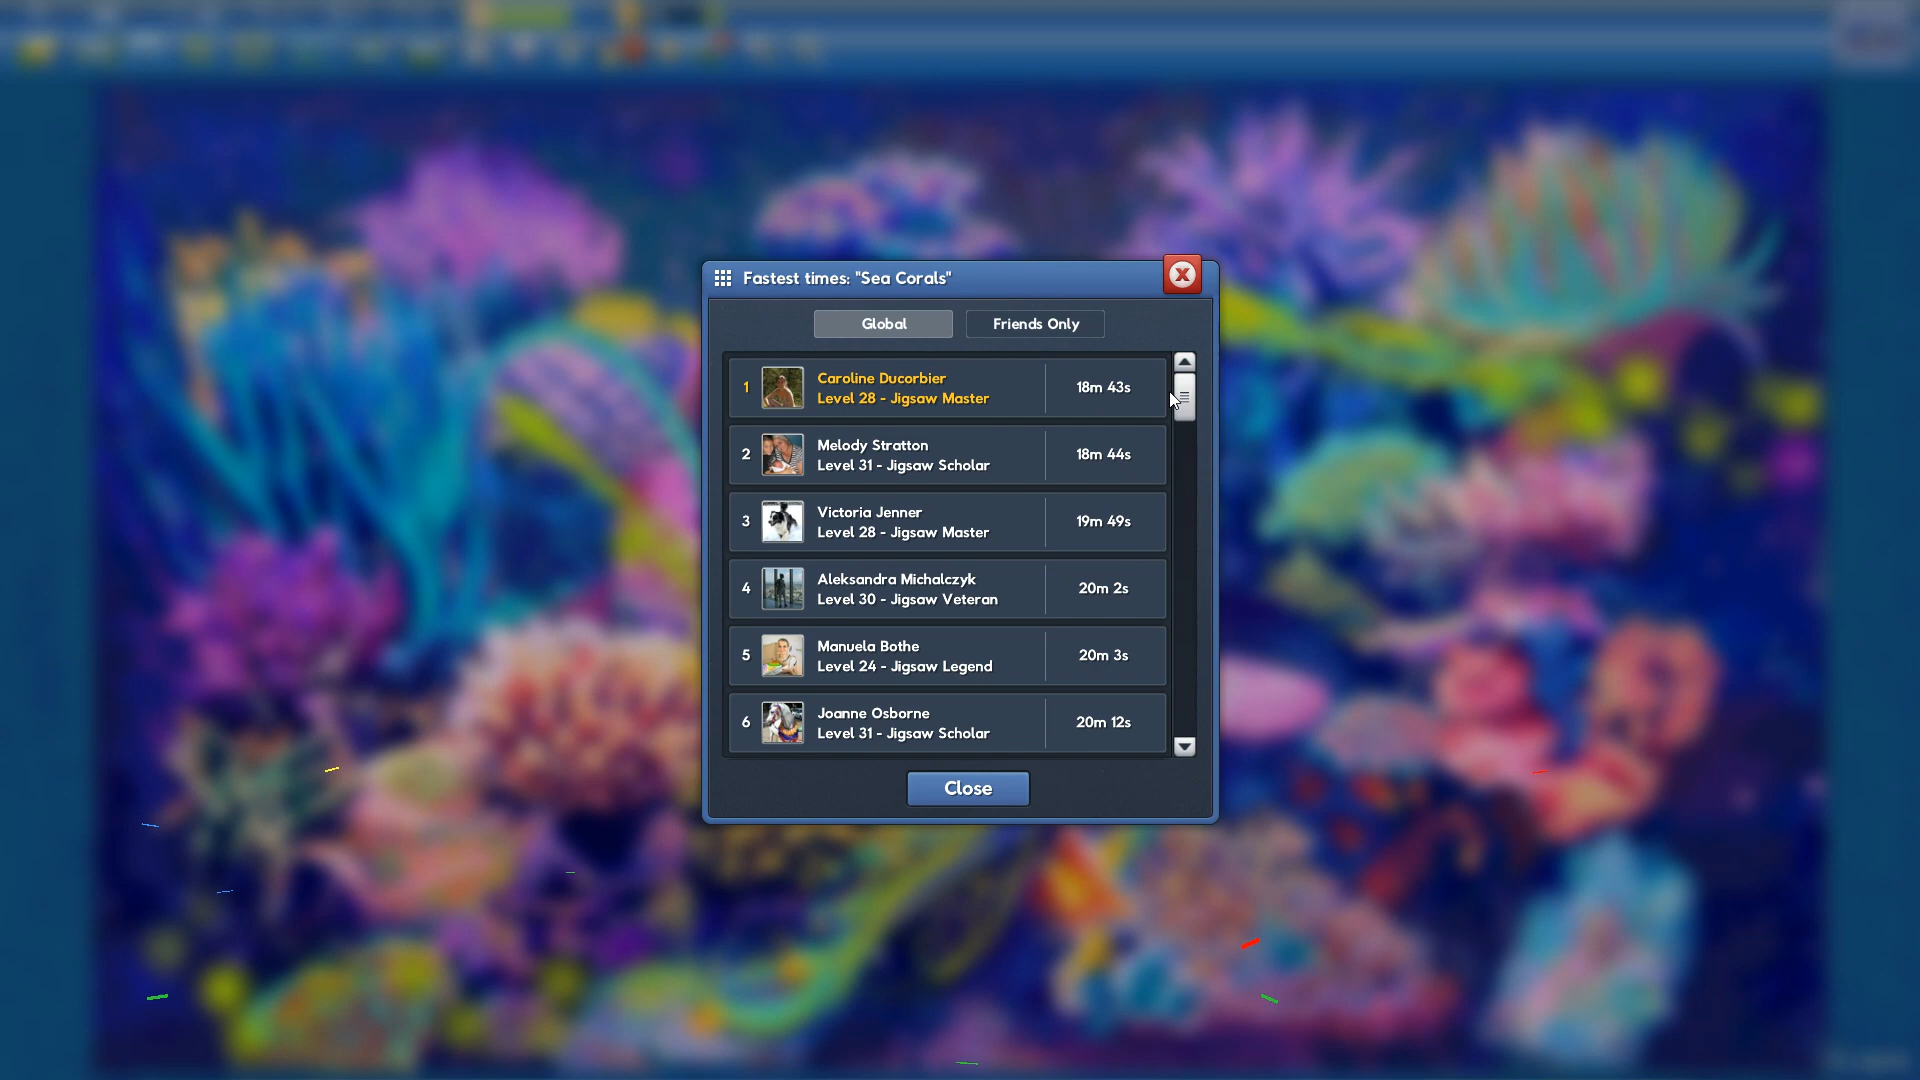 Fastest times: "Sea Corals"
Global
Friends Only
1
Caroline Ducorbier
Level 28 - Jigsaw Master
18m 43s
2
Melody Stratton
Level 31 - Jigsaw Scholar
18m 44s
3
Victoria Jenner
Level 28 - Jigsaw Master
19m 49s
4
Aleksandra Michalczyk
Level 30 - Jigsaw Veteran
20m 2s
5
Manuela Bothe
Level 24 - Jigsaw Legend
20m 3s
6
Joanne Osborne
Level 31 - Jigsaw Scholar
20m 12s
Close